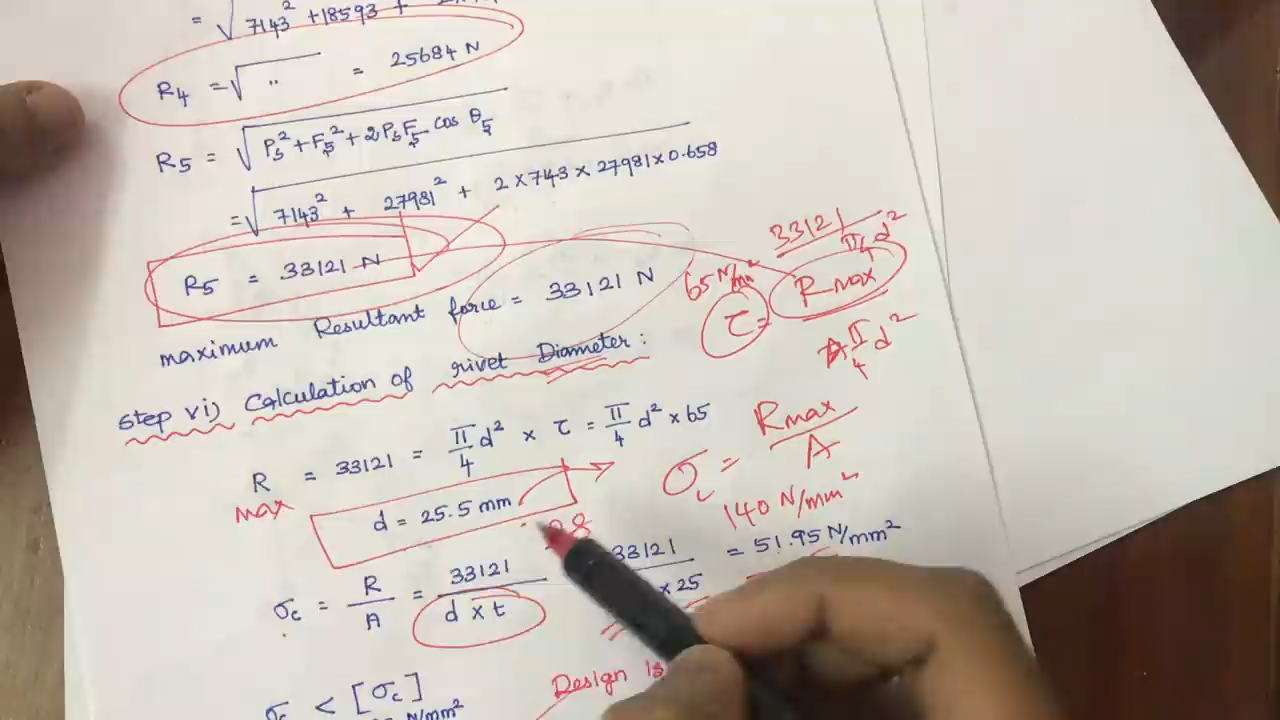 = √7143² + 18593 +
R₄ = √ ‥ = 25684 N
R₅ = √P₅² + F₅² + 2P₅F₅ cos θ₅
= √7143² + 27981² + 2 × 743 × 27981 × 0.658
R₅ = 33121 N
maximum Resultant force = 33121 N
65 N/mm²
τ = Rmax
33121
π/4 d²
π/4 d²
Step vi) Calculation of rivet Diameter:
R = 33121 = π/4 d² × τ = π/4 d² × 65
max
d = 25.5 mm
σc = Rmax / A
140 N/mm²
σc = R/A = 33121 / d × t 33121 / × 25 = 51.95 N/mm²
Design is
σc < [σc]
N/mm²